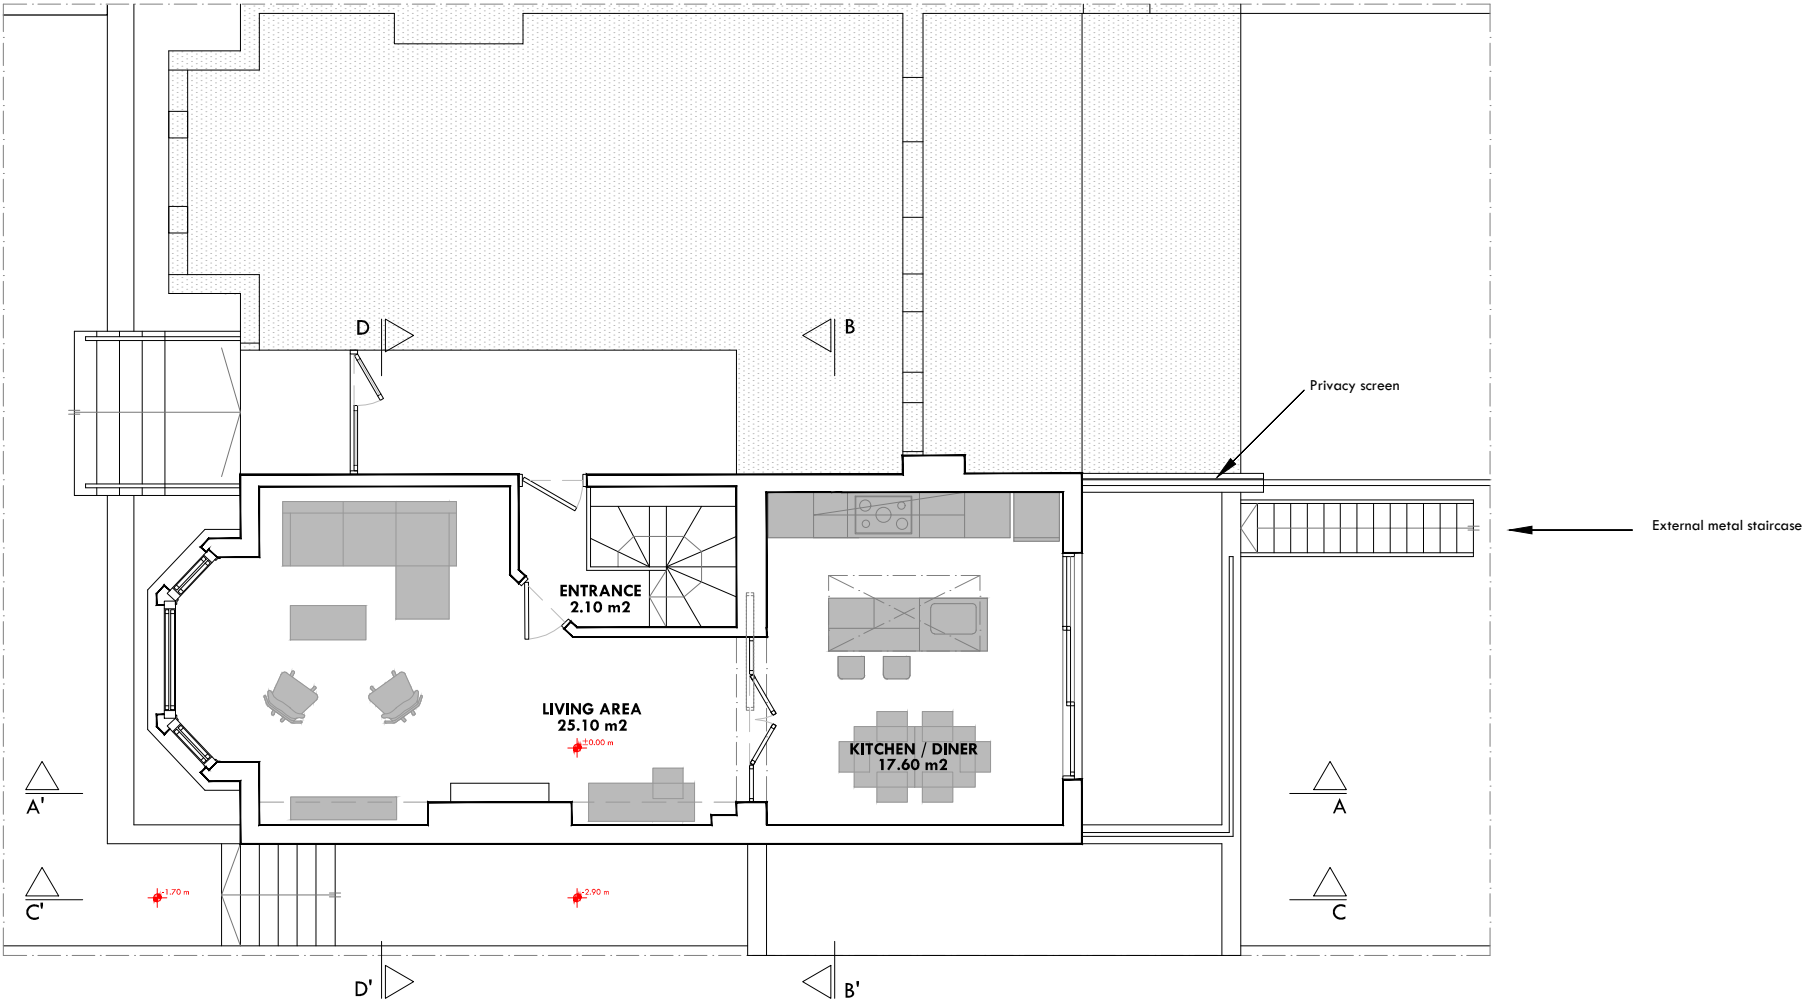 D
B
Privacy screen
External metal staircase
ENTRANCE
2.10 m2
LIVING AREA
25.10 m2
±0.00 m
KITCHEN / DINER
17.60 m2
A'
A
-1.70 m
-2.90 m
C'
C
D'
B'